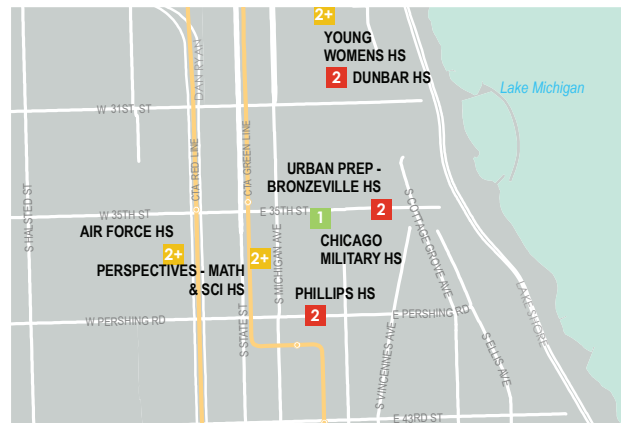 2+
YOUNG
WOMENS HS
2
DUNBAR HS
Lake Michigan
DAN RYAN
W 31ST ST
CTA RED LINE
CTA GREEN LINE
S HALSTED ST
URBAN PREP -
BRONZEVILLE HS
2
S COTTAGE GROVE AVE
W 35TH ST
E 35TH ST
1
AIR FORCE HS
2+
CHICAGO
MILITARY HS
S MICHIGAN AVE
PERSPECTIVES - MATH
& SCI HS
2+
PHILLIPS HS
2
LAKE SHORE
W PERSHING RD
E PERSHING RD
S STATE ST
S VINCENNES AVE
S ELLIS AVE
E 43RD ST